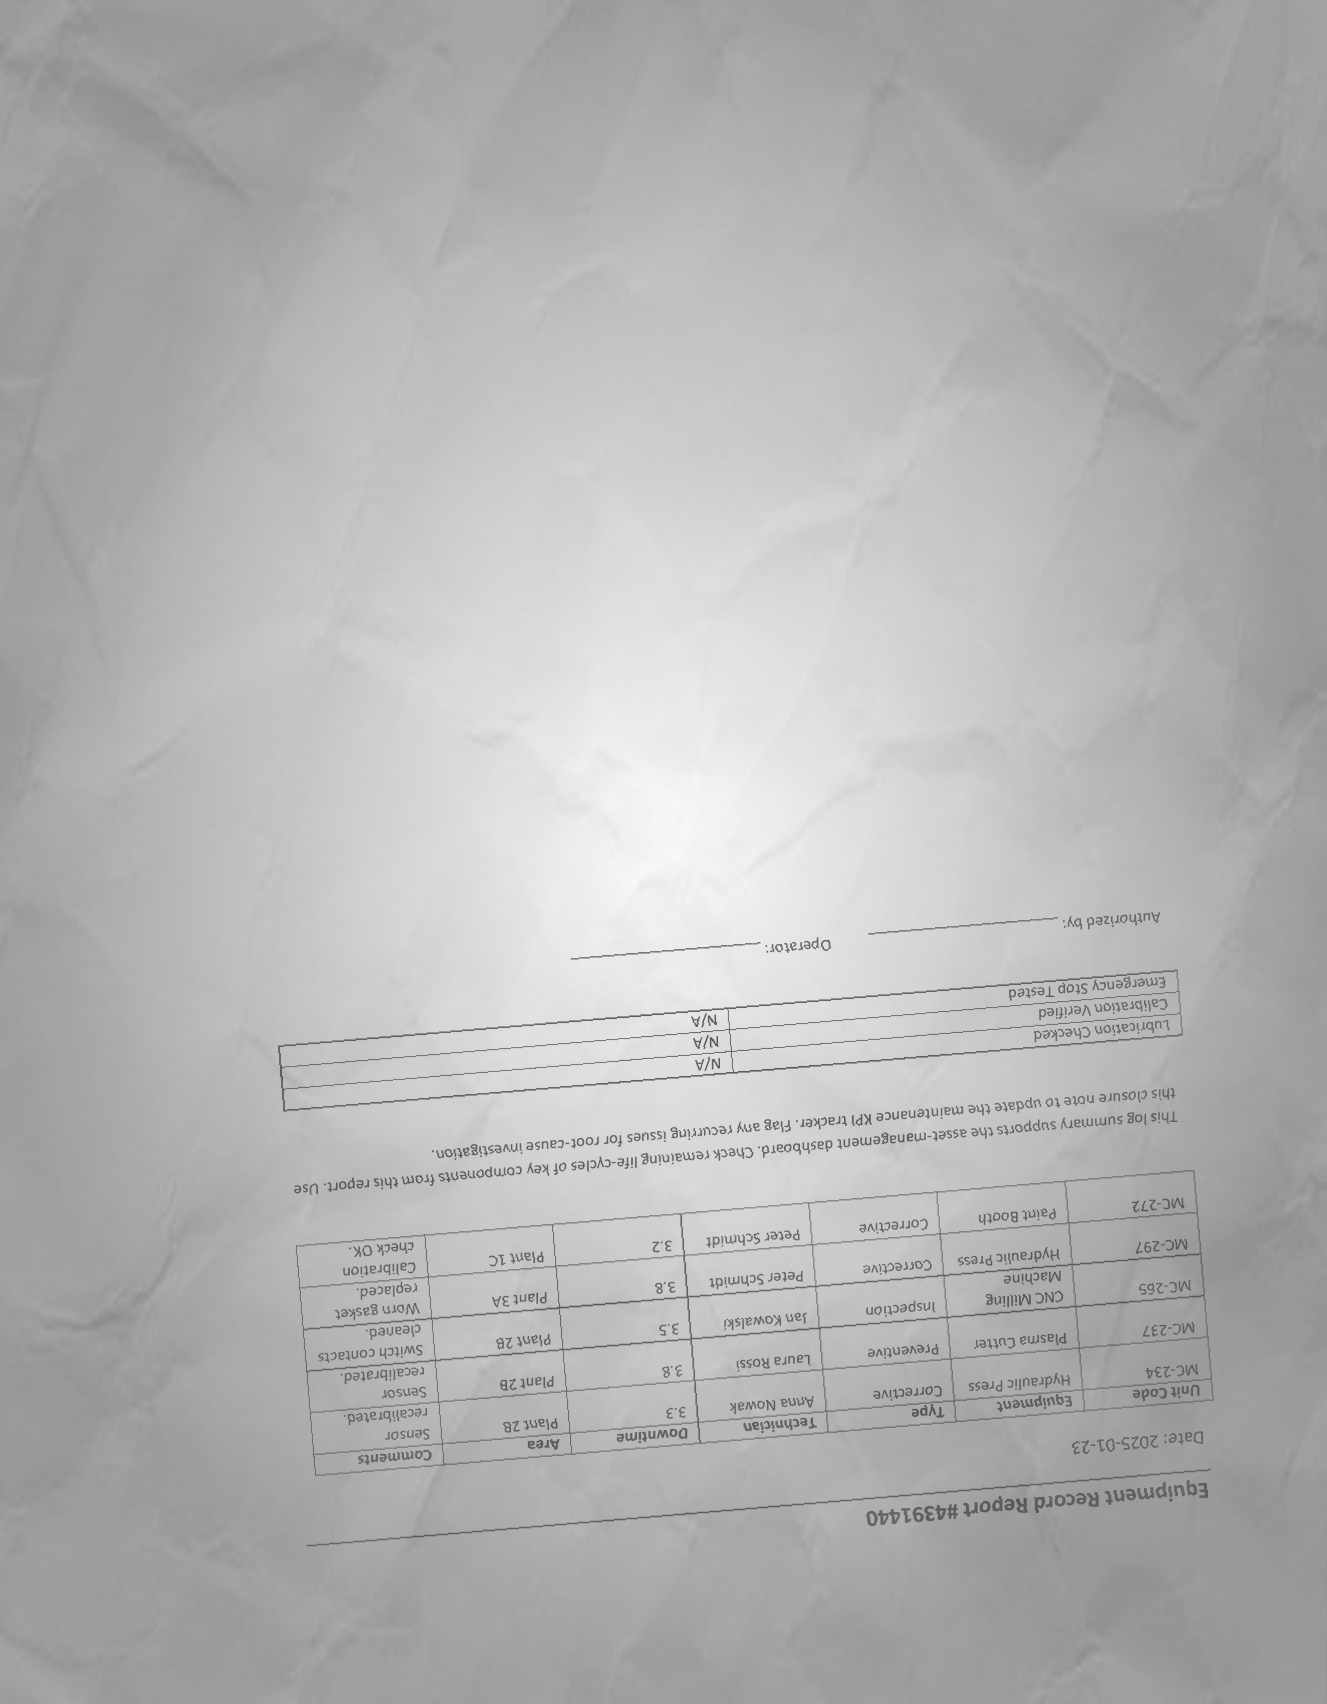 Equipment Record Report #4391440
Date: 2025-01-23
Unit Code Equipment Type Technician Downtime Area Comments
MC-234 Hydraulic Press Corrective Anna Nowak 3.3 Plant 2B Sensor recalibrated.
MC-237 Plasma Cutter Preventive Laura Rossi 3.8 Plant 2B Sensor recalibrated.
MC-265 CNC Milling Machine Inspection Jan Kowalski 3.5 Plant 2B Switch contacts cleaned.
MC-297 Hydraulic Press Corrective Peter Schmidt 3.8 Plant 3A Worn gasket replaced.
MC-272 Paint Booth Corrective Peter Schmidt 3.2 Plant 1C Calibration check OK.
This log summary supports the asset-management dashboard. Check remaining life-cycles of key components from this report. Use
this closure note to update the maintenance KPI tracker. Flag any recurring issues for root-cause investigation.
Lubrication Checked N/A
Calibration Verified N/A
Emergency Stop Tested N/A
Authorized by: ____________________ Operator: ____________________